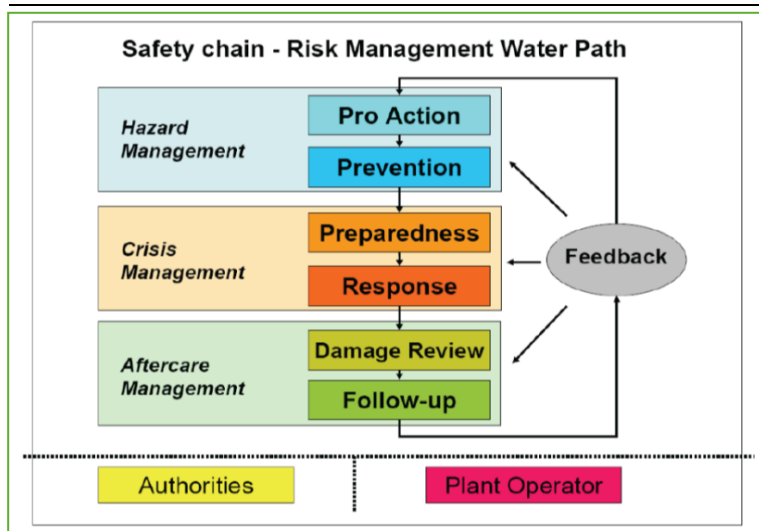 Safety chain - Risk Management Water Path
Hazard
Management
Pro Action
Prevention
Crisis
Management
Preparedness
Response
Feedback
Aftercare
Management
Damage Review
Follow-up
Authorities
Plant Operator